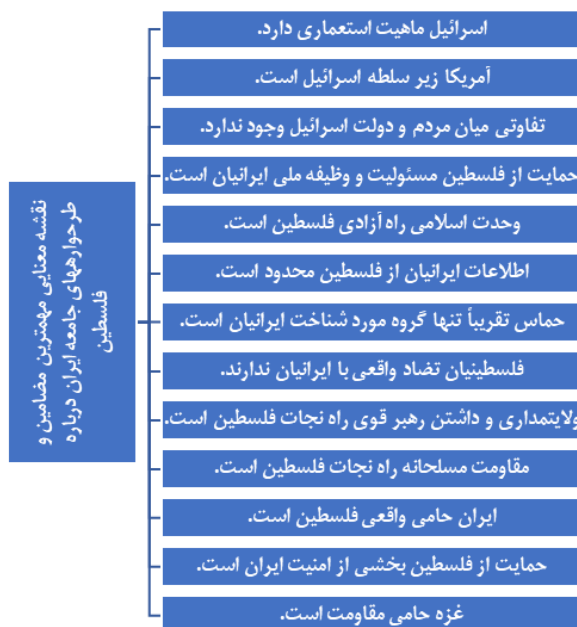 نقشه معنایی مهمترین مضامین و
طرحوارههای جامعه ایران درباره
فلسطین
اسرائیل ماهیت استعماری دارد.
آمریکا زیر سلطه اسرائیل است.
تفاوتی میان مردم و دولت اسرائیل وجود ندارد.
حمایت از فلسطین مسئولیت و وظیفه ملی ایرانیان است.
وحدت اسلامی راه آزادی فلسطین است.
اطلاعات ایرانیان از فلسطین محدود است.
حماس تقریباً تنها گروه مورد شناخت ایرانیان است.
فلسطینیان تضاد واقعی با ایرانیان ندارند.
ولایتمداری و داشتن رهبر قوی راه نجات فلسطین است.
مقاومت مسلحانه راه نجات فلسطین است.
ایران حامی واقعی فلسطین است.
حمایت از فلسطین بخشی از امنیت ایران است.
غزه حامی مقاومت است.